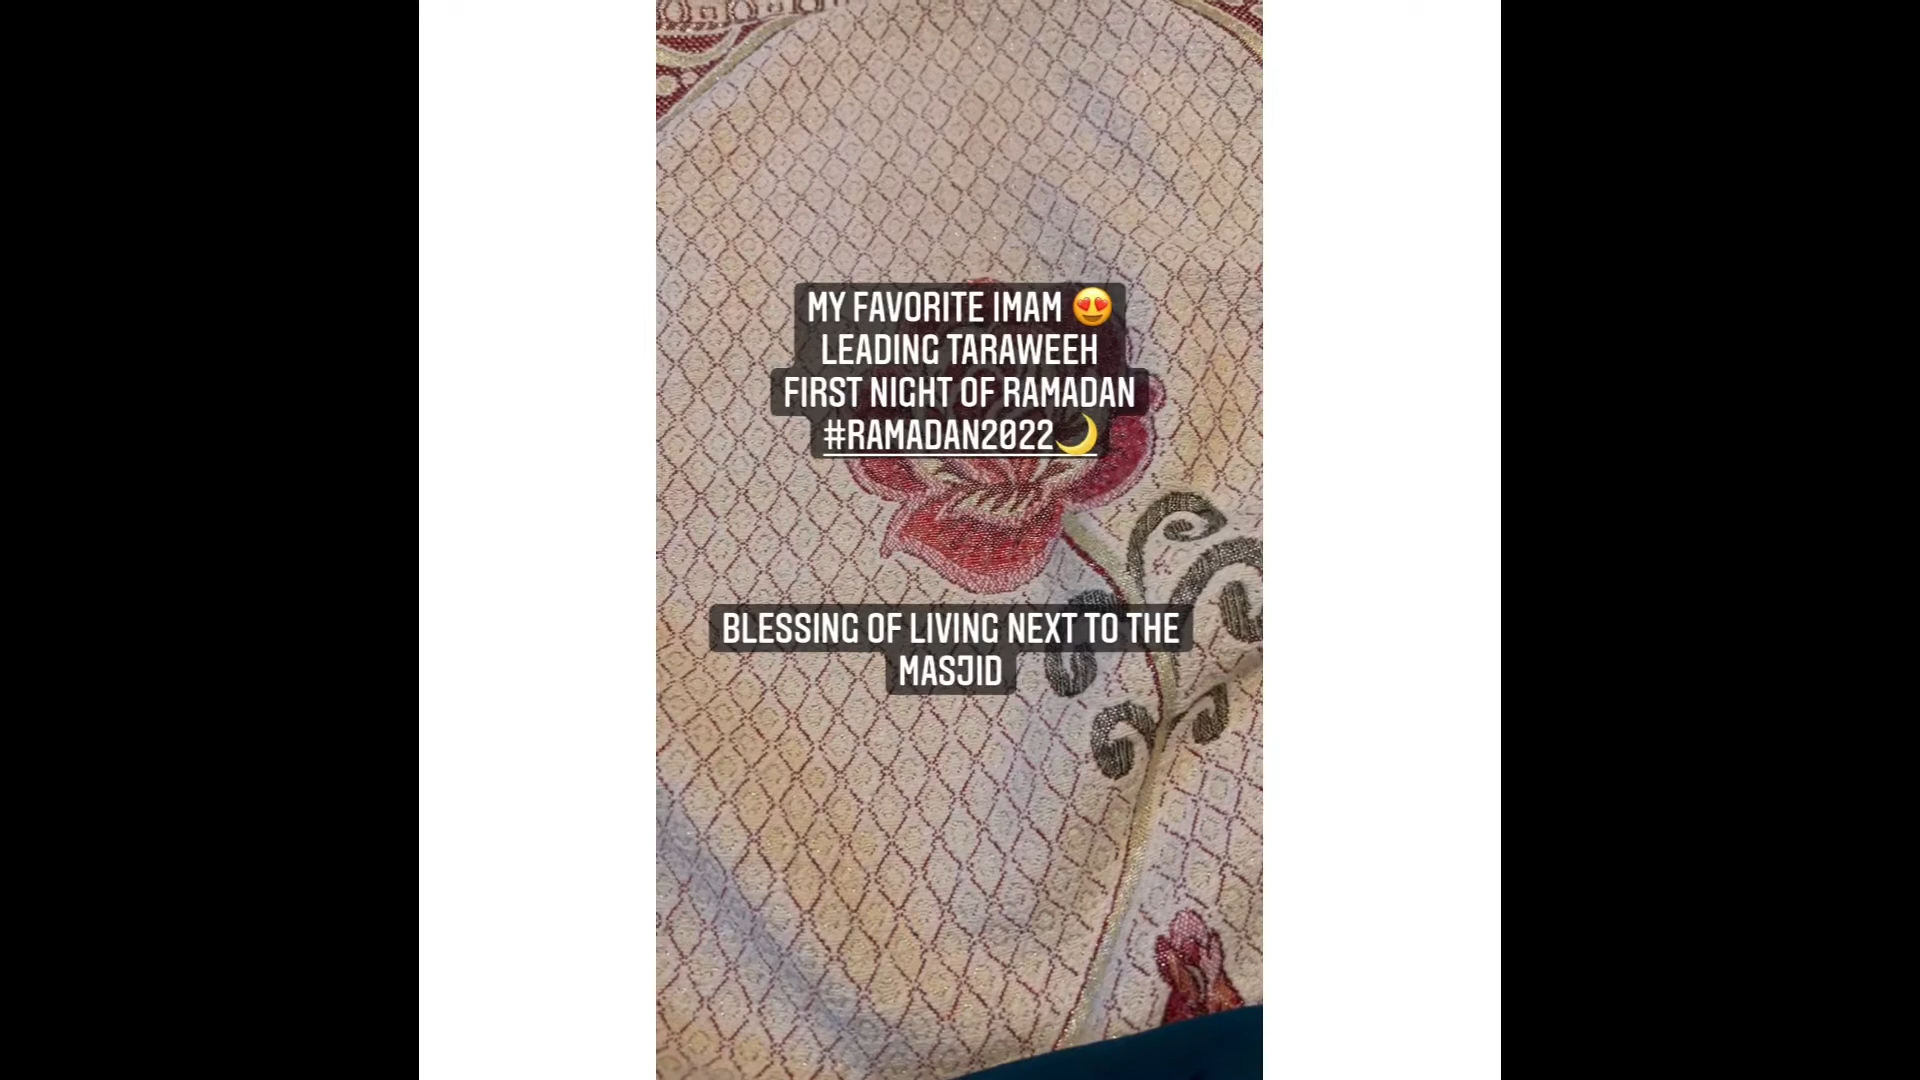 MY FAVORITE IMAM 😍
LEADING TARAWEEH
FIRST NIGHT OF RAMADAN
#RAMADAN2022🌙
BLESSING OF LIVING NEXT TO THE
MASJID